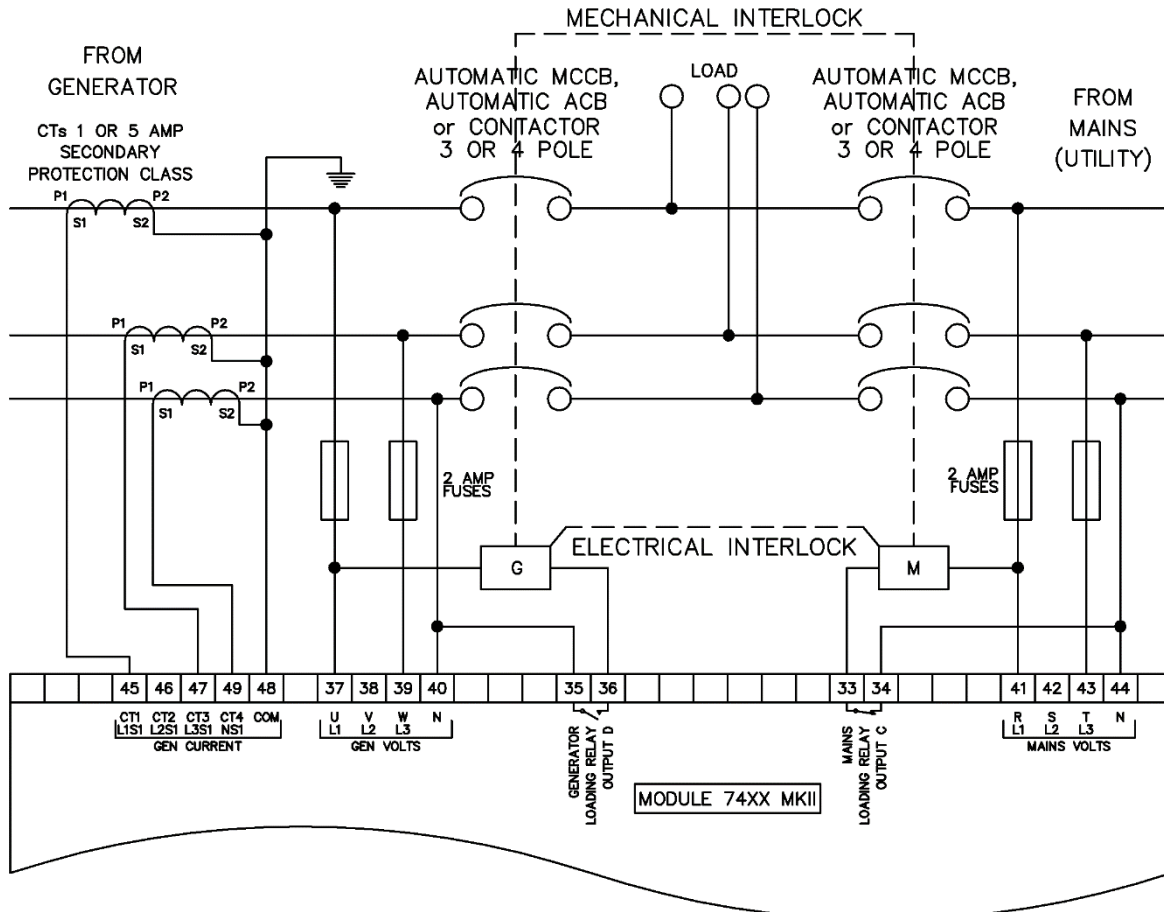 MECHANICAL INTERLOCK
FROM
GENERATOR
CTs 1 OR 5 AMP
SECONDARY
PROTECTION CLASS
AUTOMATIC MCCB,
AUTOMATIC ACB
or CONTACTOR
3 OR 4 POLE
LOAD
AUTOMATIC MCCB,
AUTOMATIC ACB
or CONTACTOR
3 OR 4 POLE
FROM
MAINS
(UTILITY)
P1 P2
S1 S2
P1 P2
S1 S2
P1 P2
S1 S2
2 AMP
FUSES
2 AMP
FUSES
ELECTRICAL INTERLOCK
G
M
45 46 47 49 48 37 38 39 40 35 36 33 34 41 42 43 44
CT1 CT2 CT3 CT4 COM
L1S1 L2S1 L3S1 NS1
GEN CURRENT
U V W N
L1 L2 L3
GEN VOLTS
GENERATOR
LOADING RELAY
OUTPUT D
MODULE 74XX MKII
MAINS
LOADING RELAY
OUTPUT C
R S T N
L1 L2 L3
MAINS VOLTS